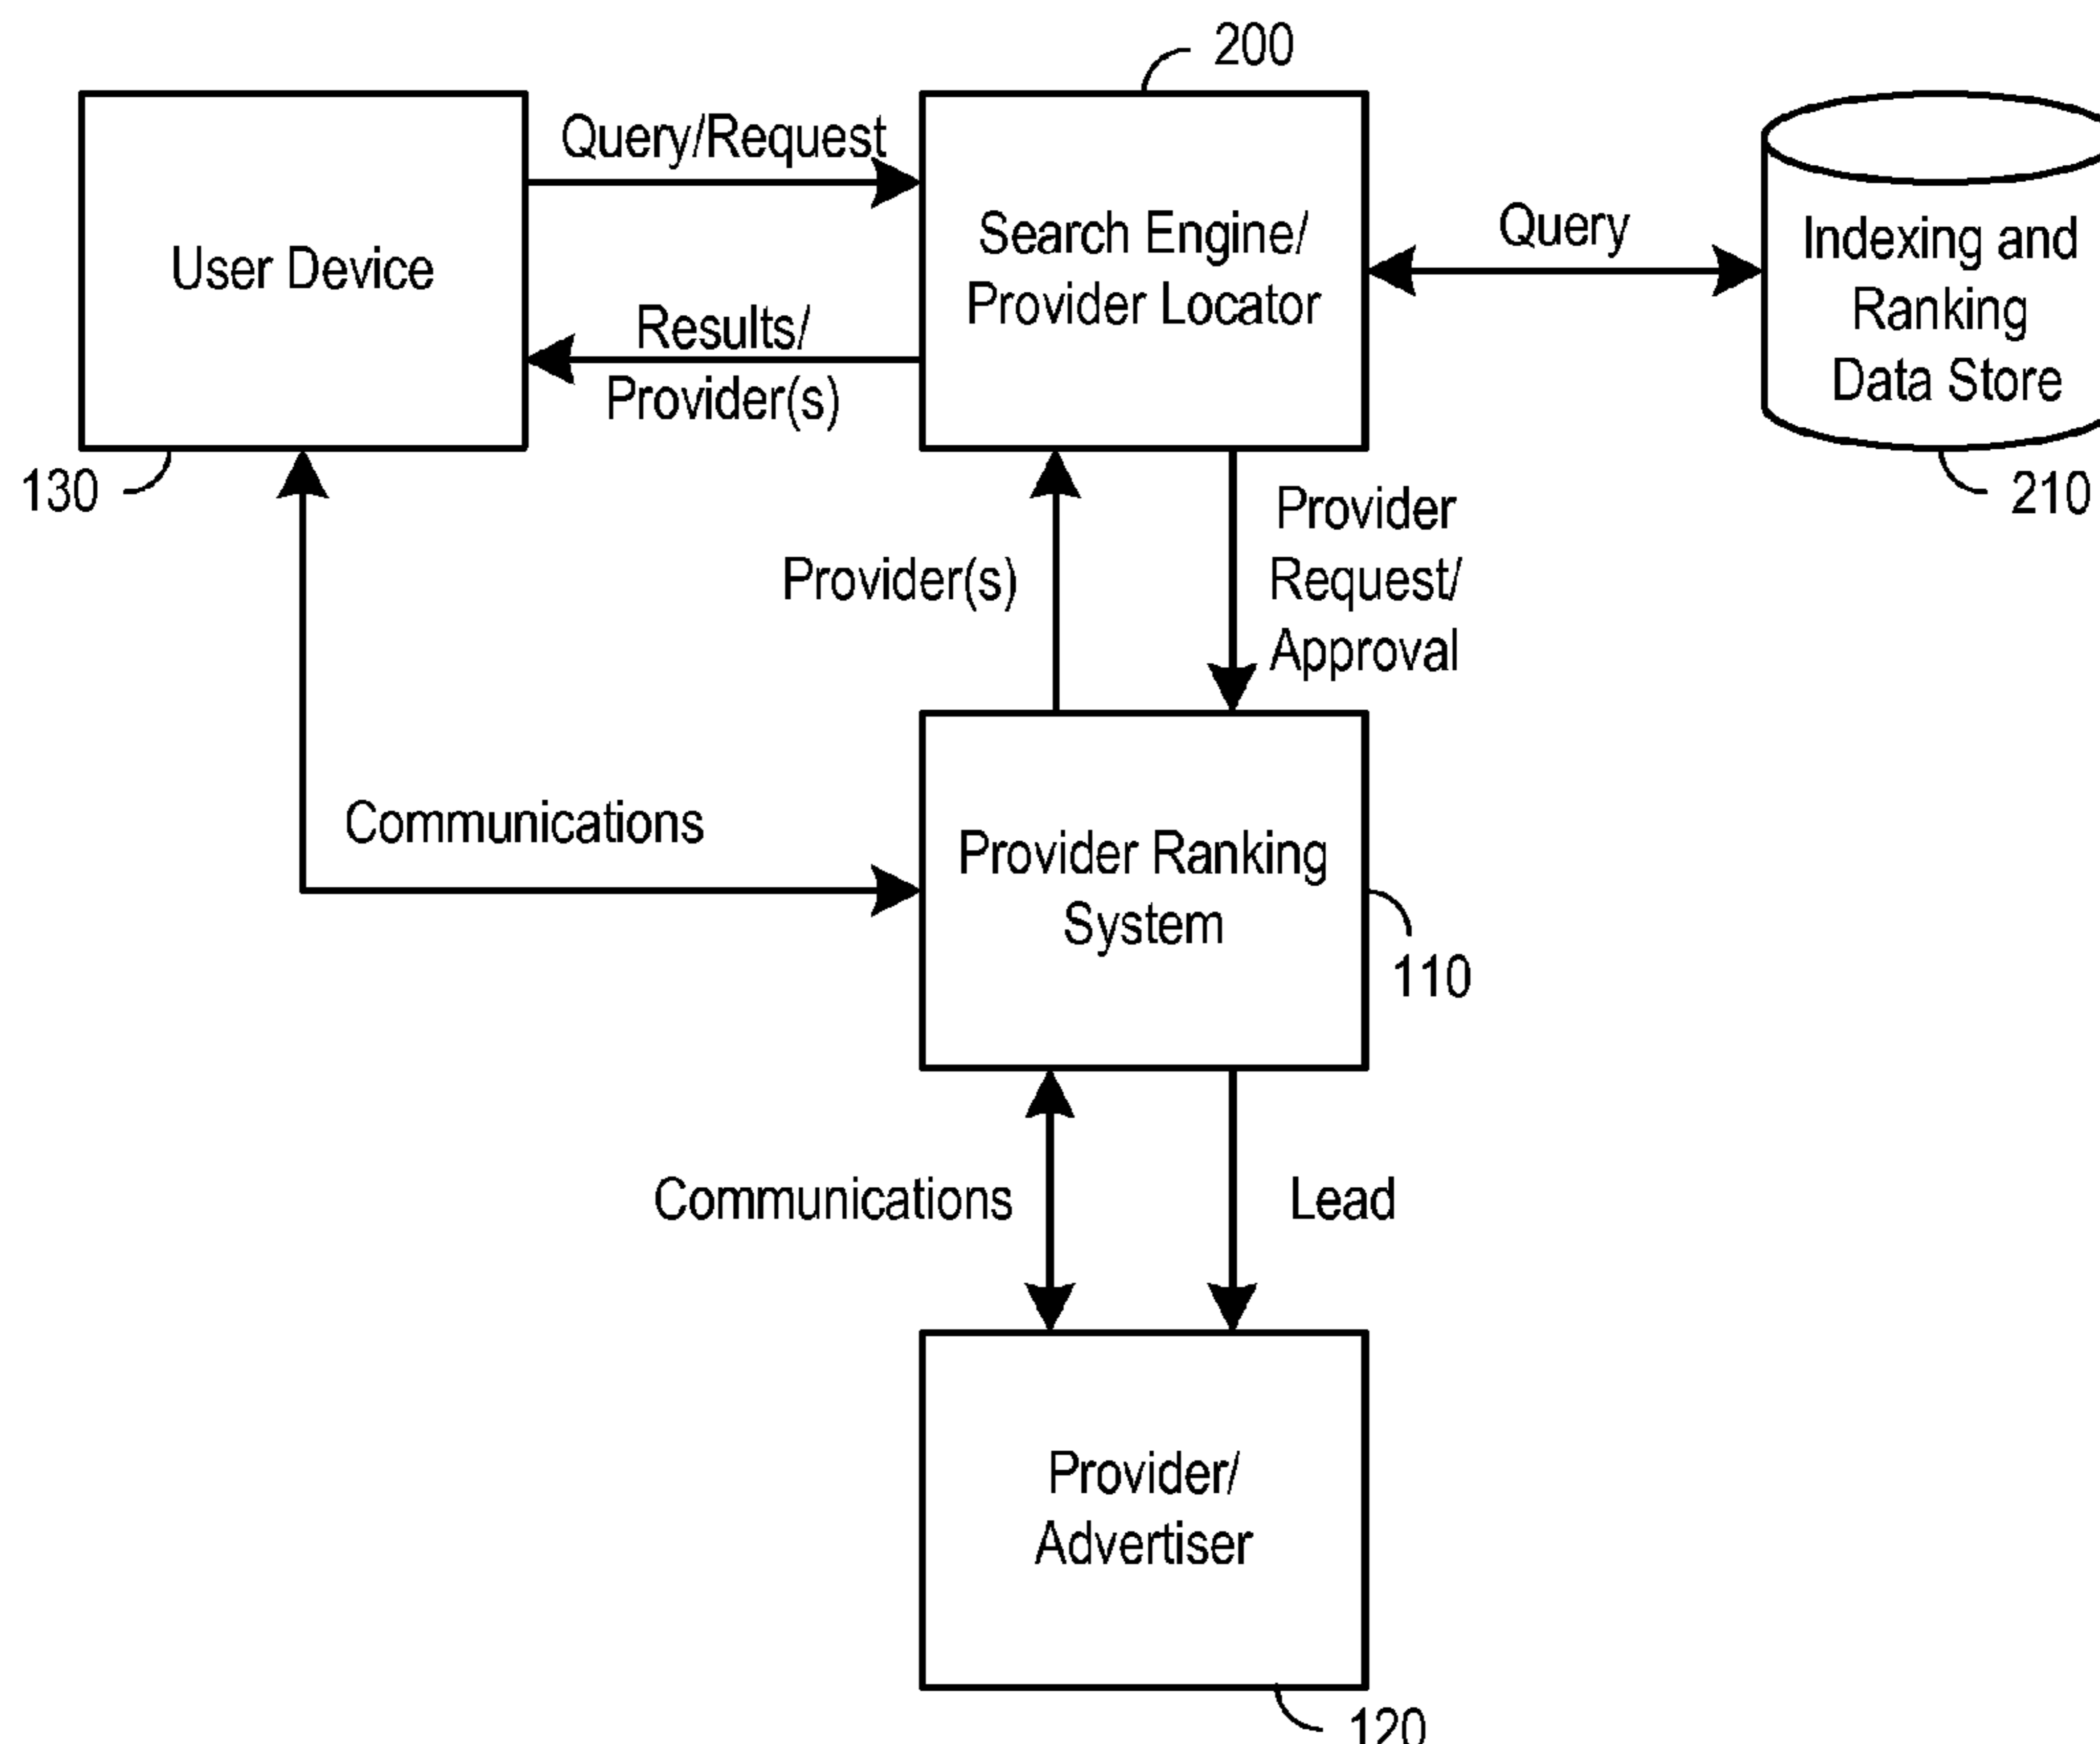 200
Query/Request
User Device
Search Engine/
Provider Locator
Query
Indexing and
Ranking
Data Store
Results/
Provider(s)
130
210
Provider(s)
Provider
Request/
Approval
Communications
Provider Ranking
System
110
Communications
Lead
Provider/
Advertiser
120